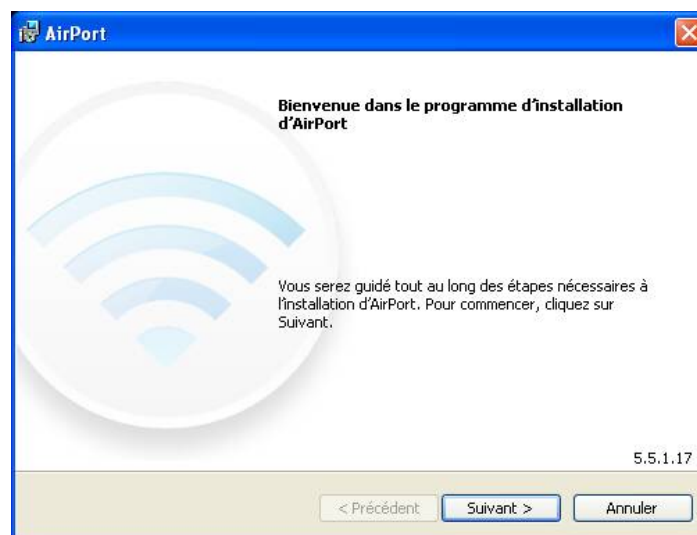 AirPort
Bienvenue dans le programme d’installation
d’AirPort
Vous serez guidé tout au long des étapes nécessaires à
l’installation d’AirPort. Pour commencer, cliquez sur
Suivant.
5.5.1.17
< Précédent Suivant > Annuler